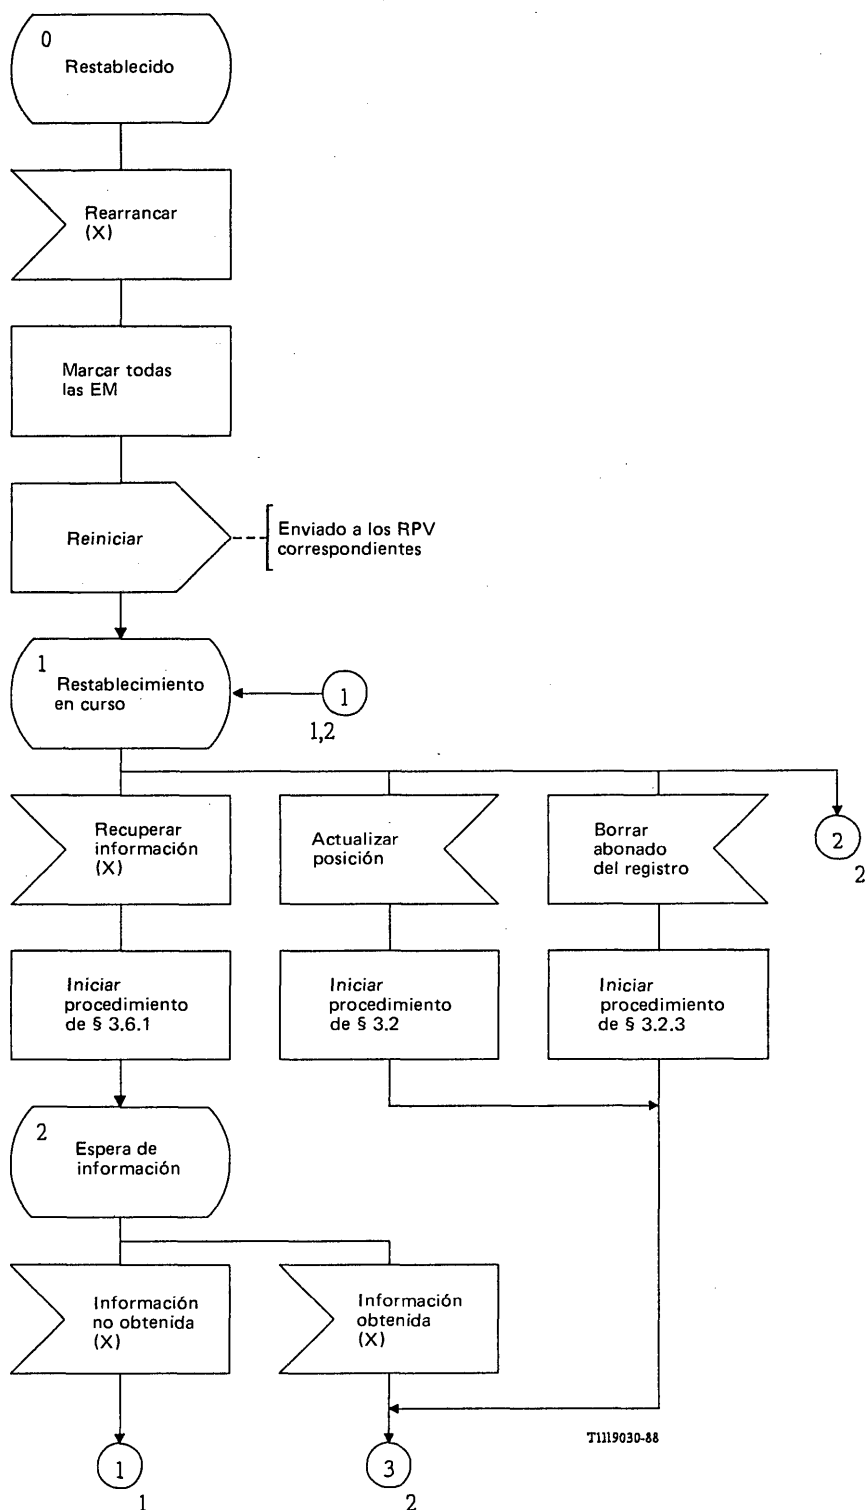 0
Restablecido
Rearrancar
(X)
Marcar todas
las EM
Reiniciar
Enviado a los RPV
correspondientes
1
Restablecimiento
en curso
1
1,2
Recuperar
información
(X)
Actualizar
posición
Borrar
abonado
del registro
2
2
Iniciar
procedimiento
de § 3.6.1
Iniciar
procedimiento
de § 3.2
Iniciar
procedimiento
de § 3.2.3
2
Espera de
información
Información
no obtenida
(X)
Información
obtenida
(X)
T1119030-88
1
1
3
2